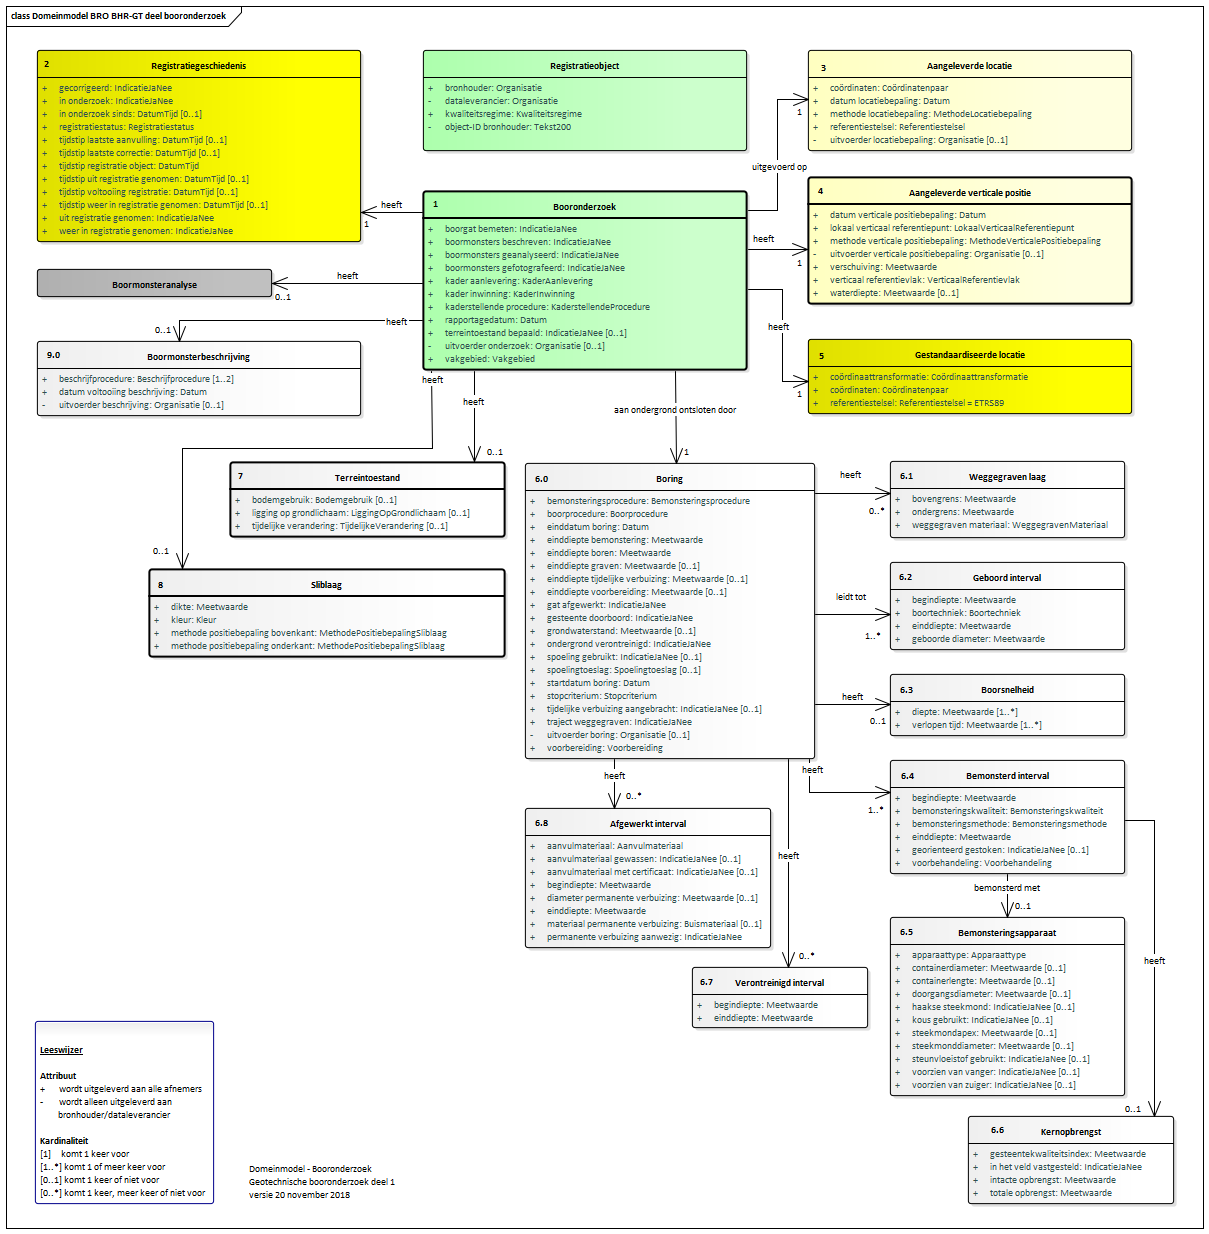 class Domeinmodel BRO BHR-GT deel booronderzoek
2 Registratiegeschiedenis
+ gecorrigeerd: IndicatieJaNee
+ in onderzoek: IndicatieJaNee
+ in onderzoek sinds: DatumTijd [0..1]
+ registratiestatus: Registratiestatus
+ tijdstip laatste aanvulling: DatumTijd [0..1]
+ tijdstip laatste correctie: DatumTijd [0..1]
+ tijdstip registratie object: DatumTijd
+ tijdstip uit registratie genomen: DatumTijd [0..1]
+ tijdstip voltooiing registratie: DatumTijd [0..1]
+ tijdstip weer in registratie genomen: DatumTijd [0..1]
+ uit registratie genomen: IndicatieJaNee
+ weer in registratie genomen: IndicatieJaNee
Registratieobject
+ bronhouder: Organisatie
- dataleverancier: Organisatie
+ kwaliteitsregime: Kwaliteitsregime
- object-ID bronhouder: Tekst200
3 Aangeleverde locatie
+ coördinaten: Coördinatenpaar
+ datum locatiebepaling: Datum
+ methode locatiebepaling: MethodeLocatiebepaling
+ referentiestelsel: Referentiestelsel
- uitvoerder locatiebepaling: Organisatie [0..1]
1
uitgevoerd op
heeft
1
1 Booronderzoek
+ boorgat bemeten: IndicatieJaNee
+ boormonsters beschreven: IndicatieJaNee
+ boormonsters geanalyseerd: IndicatieJaNee
+ boormonsters gefotografeerd: IndicatieJaNee
+ kader aanlevering: KaderAanlevering
+ kader inwinning: KaderInwinning
+ kaderstellende procedure: KaderstellendeProcedure
+ rapportagedatum: Datum
+ terreintoestand bepaald: IndicatieJaNee [0..1]
- uitvoerder onderzoek: Organisatie [0..1]
+ vakgebied: Vakgebied
heeft
1
4 Aangeleverde verticale positie
+ datum verticale positiebepaling: Datum
+ lokaal verticaal referentiepunt: LokaalVerticaalReferentiepunt
+ methode verticale positiebepaling: MethodeVerticalePositiebepaling
- uitvoerder verticale positiebepaling: Organisatie [0..1]
+ verschuiving: Meetwaarde
+ verticaal referentievlak: VerticaalReferentievlak
+ waterdiepte: Meetwaarde [0..1]
heeft
0..1
Boormonsteranalyse
heeft
0..1
9.0 Boormonsterbeschrijving
+ beschrijfprocedure: Beschrijfprocedure [1..2]
+ datum voltooiing beschrijving: Datum
- uitvoerder beschrijving: Organisatie [0..1]
heeft
1
5 Gestandaardiseerde locatie
+ coördinaattransformatie: Coördinaattransformatie
+ coördinaten: Coördinatenpaar
+ referentiestelsel: Referentiestelsel = ETRS89
heeft
heeft
aan ondergrond ontsloten door
0..1
1
7 Terreintoestand
+ bodemgebruik: Bodemgebruik [0..1]
+ ligging op grondlichaam: LiggingOpGrondlichaam [0..1]
+ tijdelijke verandering: TijdelijkeVerandering [0..1]
0..1
8 Sliblaag
+ dikte: Meetwaarde
+ kleur: Kleur
+ methode positiebepaling bovenkant: MethodePositiebepalingSliblaag
+ methode positiebepaling onderkant: MethodePositiebepalingSliblaag
6.0 Boring
+ bemonsteringsprocedure: Bemonsteringsprocedure
+ boorprocedure: Boorprocedure
+ einddatum boring: Datum
+ einddiepte bemonstering: Meetwaarde
+ einddiepte boren: Meetwaarde
+ einddiepte graven: Meetwaarde [0..1]
+ einddiepte tijdelijke verbuizing: Meetwaarde [0..1]
+ einddiepte voorbereiding: Meetwaarde [0..1]
+ gat afgewerkt: IndicatieJaNee
+ gesteente doorboord: IndicatieJaNee
+ grondwaterstand: Meetwaarde [0..1]
+ ondergrond verontreinigd: IndicatieJaNee
+ spoeling gebruikt: IndicatieJaNee [0..1]
+ spoelingtoeslag: Spoelingtoeslag [0..1]
+ startdatum boring: Datum
+ stopcriterium: Stopcriterium
+ tijdelijke verbuizing aangebracht: IndicatieJaNee [0..1]
+ traject weggegraven: IndicatieJaNee
- uitvoerder boring: Organisatie [0..1]
+ voorbereiding: Voorbereiding
heeft
0..*
6.1 Weggegraven laag
+ bovengrens: Meetwaarde
+ ondergrens: Meetwaarde
+ weggegraven materiaal: WeggegravenMateriaal
leidt tot
1..*
6.2 Geboord interval
+ begindiepte: Meetwaarde
+ boortechniek: Boortechniek
+ einddiepte: Meetwaarde
+ geboorde diameter: Meetwaarde
heeft
0..1
6.3 Boorsnelheid
+ diepte: Meetwaarde [1..*]
+ verlopen tijd: Meetwaarde [1..*]
heeft
1..*
6.4 Bemonsterd interval
+ begindiepte: Meetwaarde
+ bemonsteringskwaliteit: Bemonsteringskwaliteit
+ bemonsteringsmethode: Bemonsteringsmethode
+ einddiepte: Meetwaarde
+ georienteerd gestoken: IndicatieJaNee [0..1]
+ voorbehandeling: Voorbehandeling
heeft
0..*
6.8 Afgewerkt interval
+ aanvulmateriaal: Aanvulmateriaal
+ aanvulmateriaal gewassen: IndicatieJaNee [0..1]
+ aanvulmateriaal met certificaat: IndicatieJaNee [0..1]
+ begindiepte: Meetwaarde
+ diameter permanente verbuizing: Meetwaarde [0..1]
+ einddiepte: Meetwaarde
+ materiaal permanente verbuizing: Buismateriaal [0..1]
+ permanente verbuizing aanwezig: IndicatieJaNee
heeft
0..*
6.7 Verontreinigd interval
+ begindiepte: Meetwaarde
+ einddiepte: Meetwaarde
bemonsterd met
0..1
6.5 Bemonsteringsapparaat
+ apparaattype: Apparaattype
+ containerdiameter: Meetwaarde [0..1]
+ containerlengte: Meetwaarde [0..1]
+ doorgangsdiameter: Meetwaarde [0..1]
+ haakse steekmond: IndicatieJaNee [0..1]
+ kous gebruikt: IndicatieJaNee [0..1]
+ steekmondapex: Meetwaarde [0..1]
+ steekmonddiameter: Meetwaarde [0..1]
+ steunvloeistof gebruikt: IndicatieJaNee [0..1]
+ voorzien van vanger: IndicatieJaNee [0..1]
+ voorzien van zuiger: IndicatieJaNee [0..1]
heeft
0..1
6.6 Kernopbrengst
+ gesteentekwaliteitsindex: Meetwaarde
+ in het veld vastgesteld: IndicatieJaNee
+ intacte opbrengst: Meetwaarde
+ totale opbrengst: Meetwaarde
Leeswijzer
Attribuut
+ wordt uitgeleverd aan alle afnemers
- wordt alleen uitgeleverd aan
bronhouder/dataleverancier
Kardinaliteit
[1] komt 1 keer voor
[1..*] komt 1 of meer keer voor
[0..1] komt 1 keer of niet voor
[0..*] komt 1 keer, meer keer of niet voor
Domeinmodel - Booronderzoek
Geotechnische booronderzoek deel 1
versie 20 november 2018